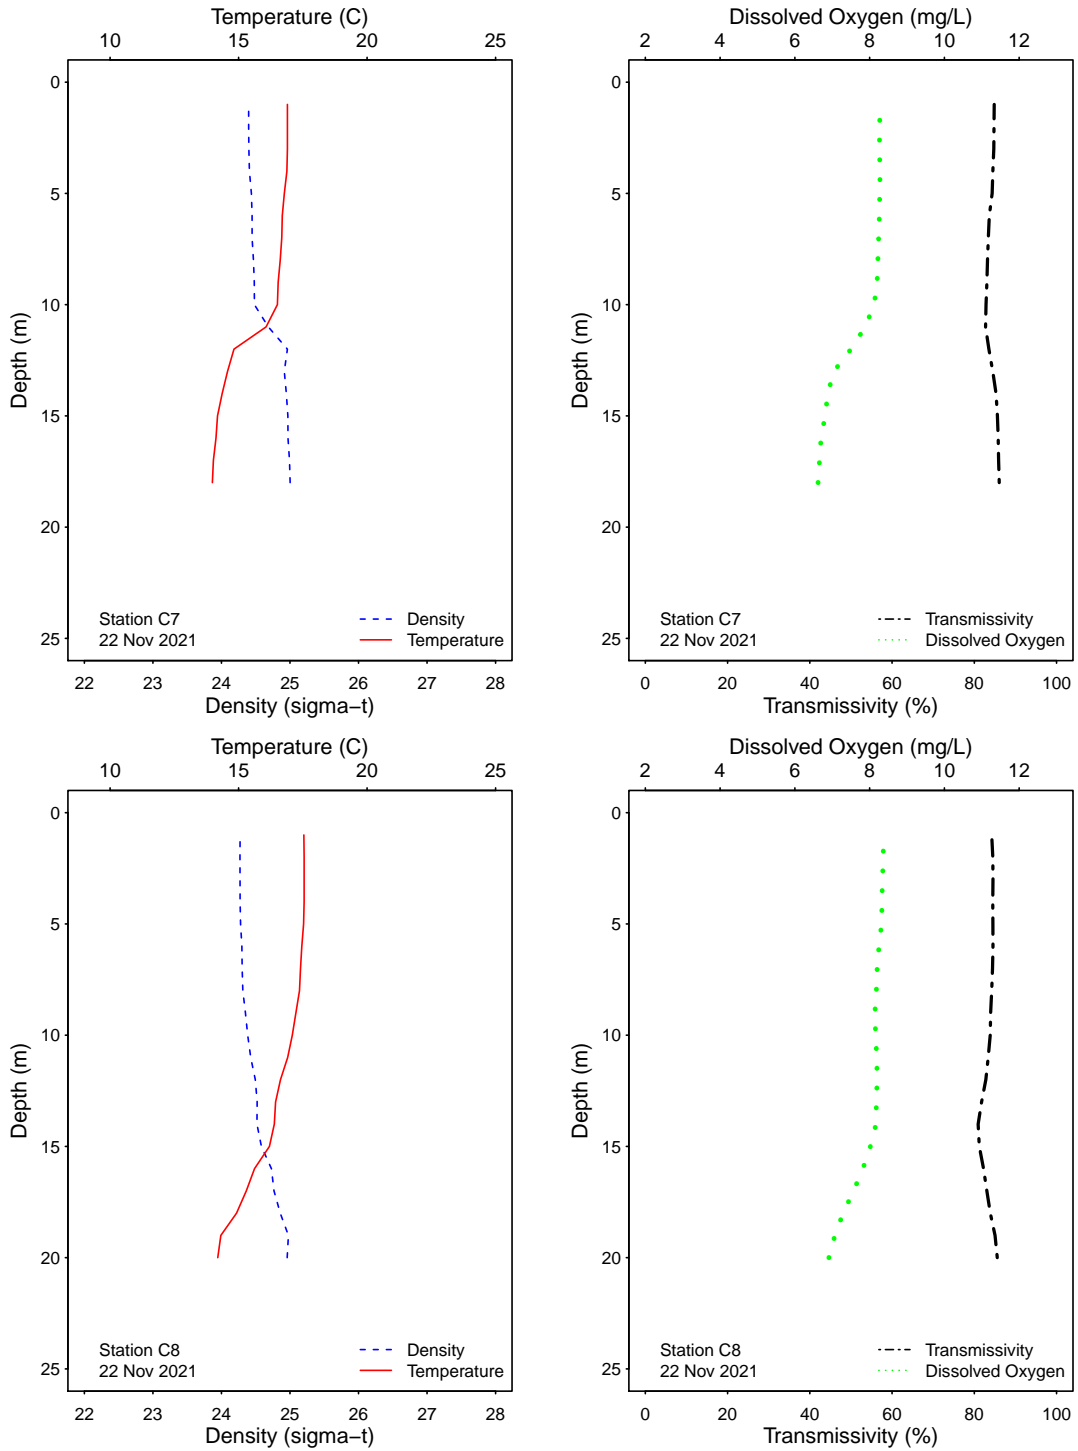 Temperature (C)
10 15 20 25
0
5
10
15
20
25
Depth (m)
Station C7
22 Nov 2021
Density
Temperature
22 23 24 25 26 27 28
Density (sigma−t)
Dissolved Oxygen (mg/L)
2 4 6 8 10 12
0
5
10
15
20
25
Depth (m)
Station C7
22 Nov 2021
Transmissivity
Dissolved Oxygen
0 20 40 60 80 100
Transmissivity (%)
Temperature (C)
10 15 20 25
0
5
10
15
20
25
Depth (m)
Station C8
22 Nov 2021
Density
Temperature
22 23 24 25 26 27 28
Density (sigma−t)
Dissolved Oxygen (mg/L)
2 4 6 8 10 12
0
5
10
15
20
25
Depth (m)
Station C8
22 Nov 2021
Transmissivity
Dissolved Oxygen
0 20 40 60 80 100
Transmissivity (%)